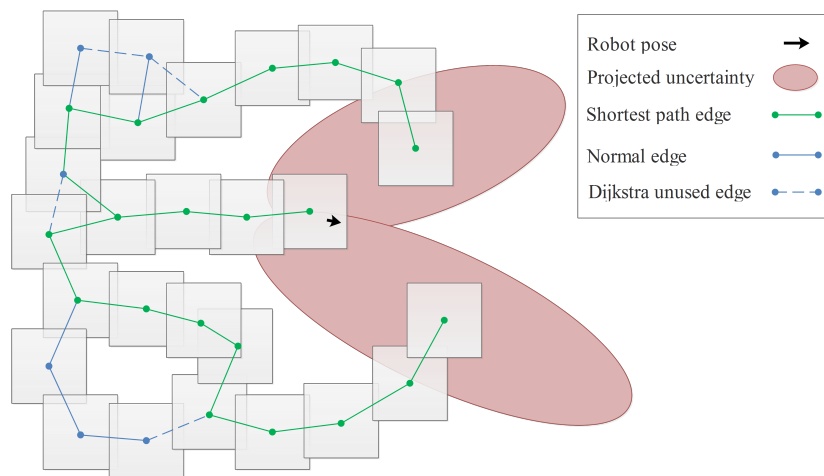 Robot pose
Projected uncertainty
Shortest path edge
Normal edge
Dijkstra unused edge